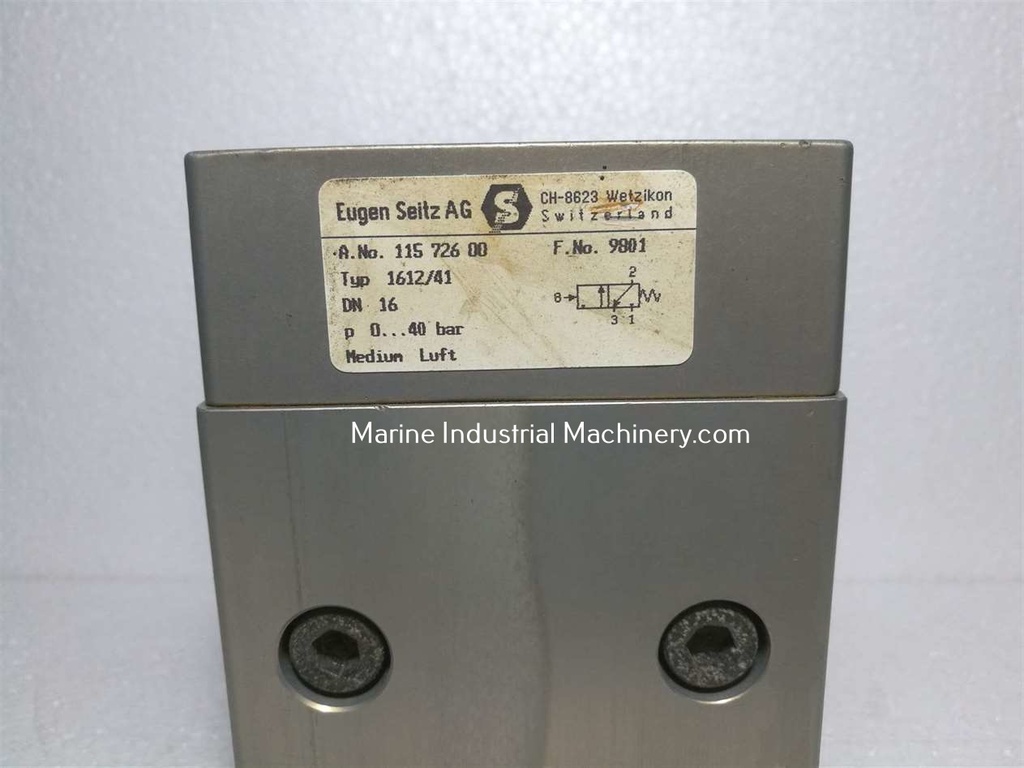 Eugen Seitz AG S CH-8623 Wetzikon
Switzerland
A.No. 115 726 00 F.No. 9801
Typ 1612/41
DN 16
p 0...40 bar
Medium Luft
2
8
3 1
Marine Industrial Machinery.com